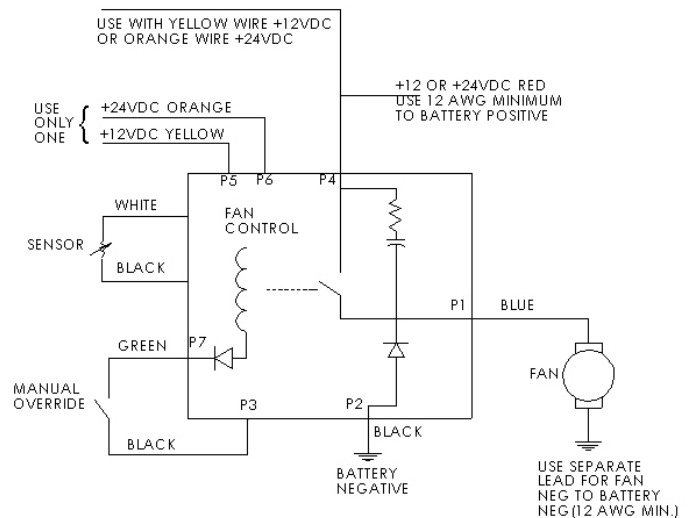 USE WITH YELLOW WIRE +12VDC
OR ORANGE WIRE +24VDC
+12 OR +24VDC RED
USE 12 AWG MINIMUM
TO BATTERY POSITIVE
USE
ONLY
ONE
+24VDC ORANGE
+12VDC YELLOW
P5
P6
P4
WHITE
SENSOR
BLACK
FAN
CONTROL
P1
BLUE
GREEN
P7
FAN
MANUAL
OVERRIDE
P3
P2
BLACK
BLACK
BATTERY
NEGATIVE
USE SEPARATE
LEAD FOR FAN
NEG TO BATTERY
NEG(12 AWG MIN.)